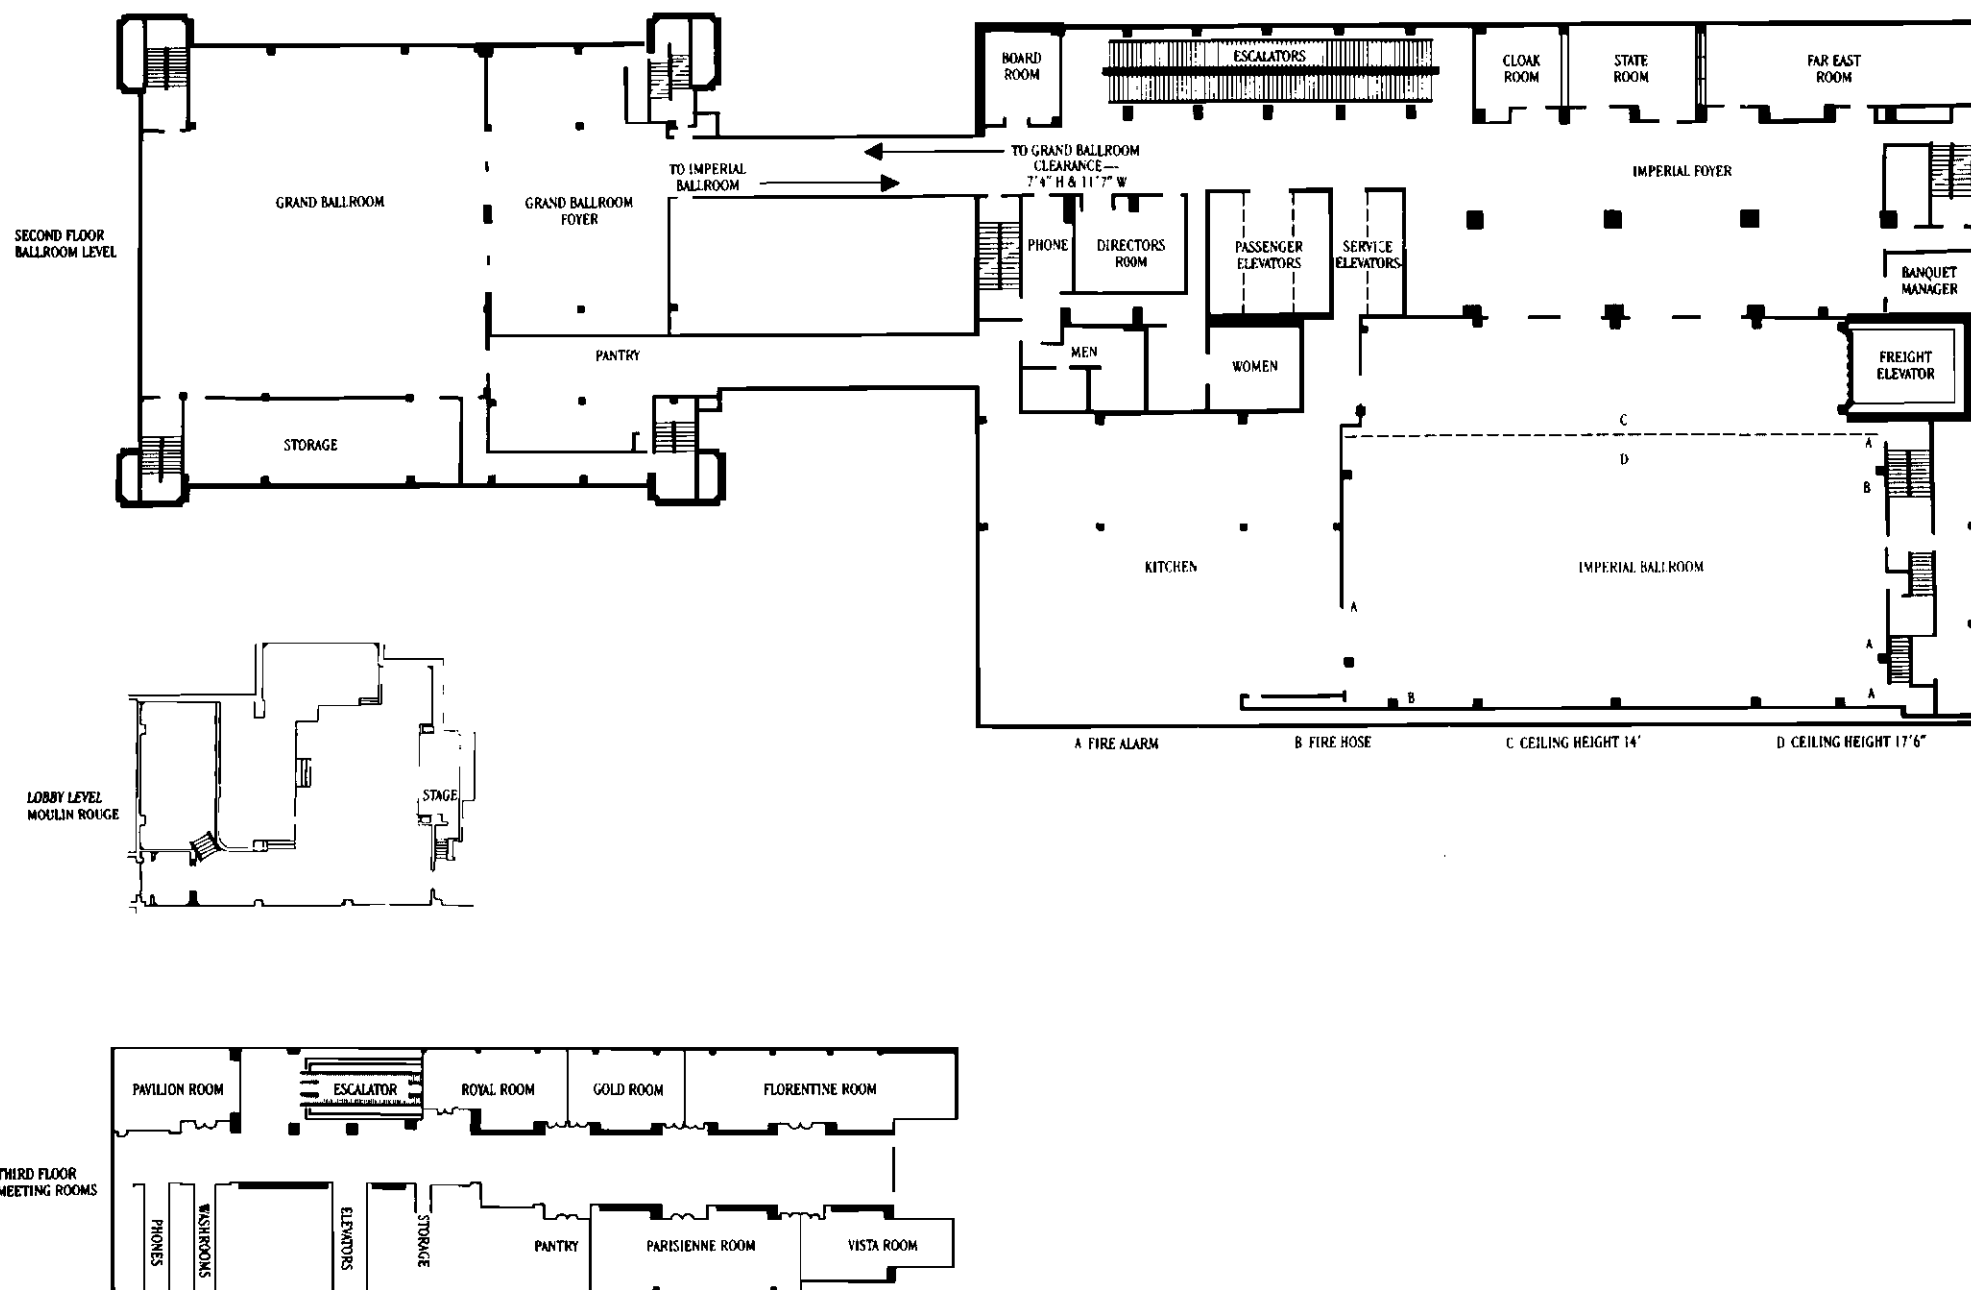 BOARD
ROOM
ESCALATORS
CLOAK
ROOM
STATE
ROOM
FAR EAST
ROOM
TO GRAND BALLROOM
CLEARANCE—
7'4" H & 11'7" W
TO IMPERIAL
BALLROOM
IMPERIAL FOYER
GRAND BALLROOM
GRAND BALLROOM
FOYER
SECOND FLOOR
BALLROOM LEVEL
PHONE
DIRECTORS
ROOM
PASSENGER
ELEVATORS
SERVICE
ELEVATORS
BANQUET
MANAGER
PANTRY
MEN
WOMEN
FREIGHT
ELEVATOR
STORAGE
C
D
A
B
KITCHEN
IMPERIAL BALLROOM
A
A
B
A
A FIRE ALARM
B FIRE HOSE
C CEILING HEIGHT 14'
D CEILING HEIGHT 17'6"
LOBBY LEVEL
MOULIN ROUGE
STAGE
PAVILION ROOM
ESCALATOR
ROYAL ROOM
GOLD ROOM
FLORENTINE ROOM
THIRD FLOOR
MEETING ROOMS
PHONES
WASHROOMS
ELEVATORS
STORAGE
PANTRY
PARISIENNE ROOM
VISTA ROOM